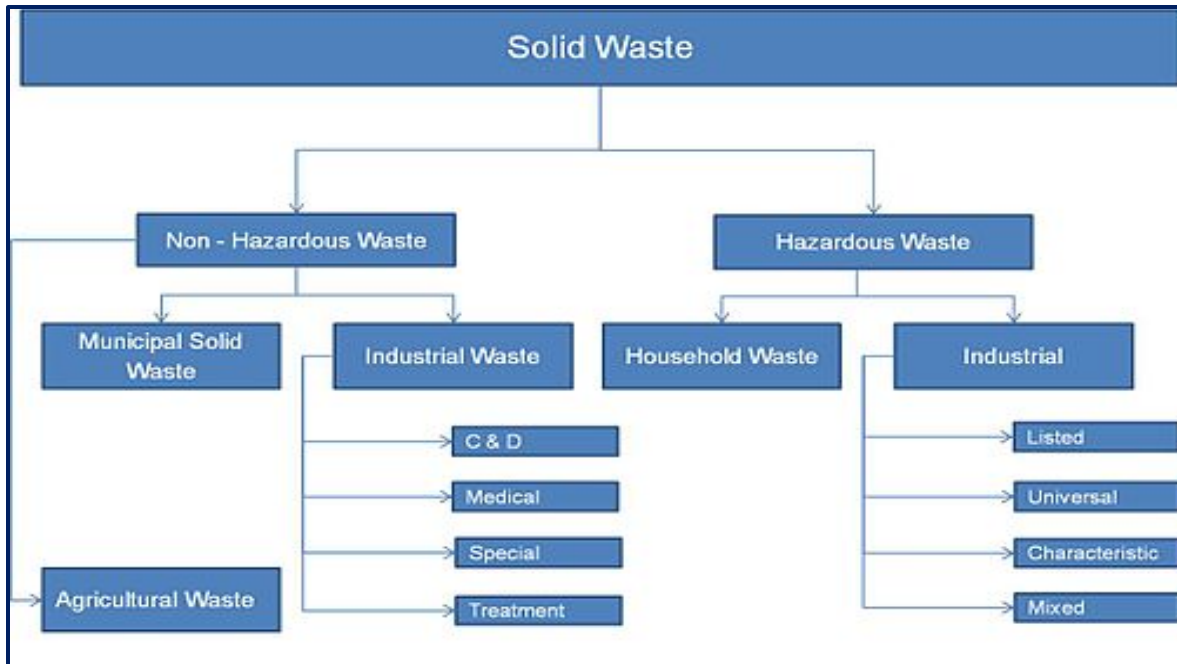 Solid Waste
Non - Hazardous Waste
Hazardous Waste
Municipal Solid
Waste
Industrial Waste
Household Waste
Industrial
C & D
Listed
Medical
Universal
Special
Characteristic
Agricultural Waste
Treatment
Mixed